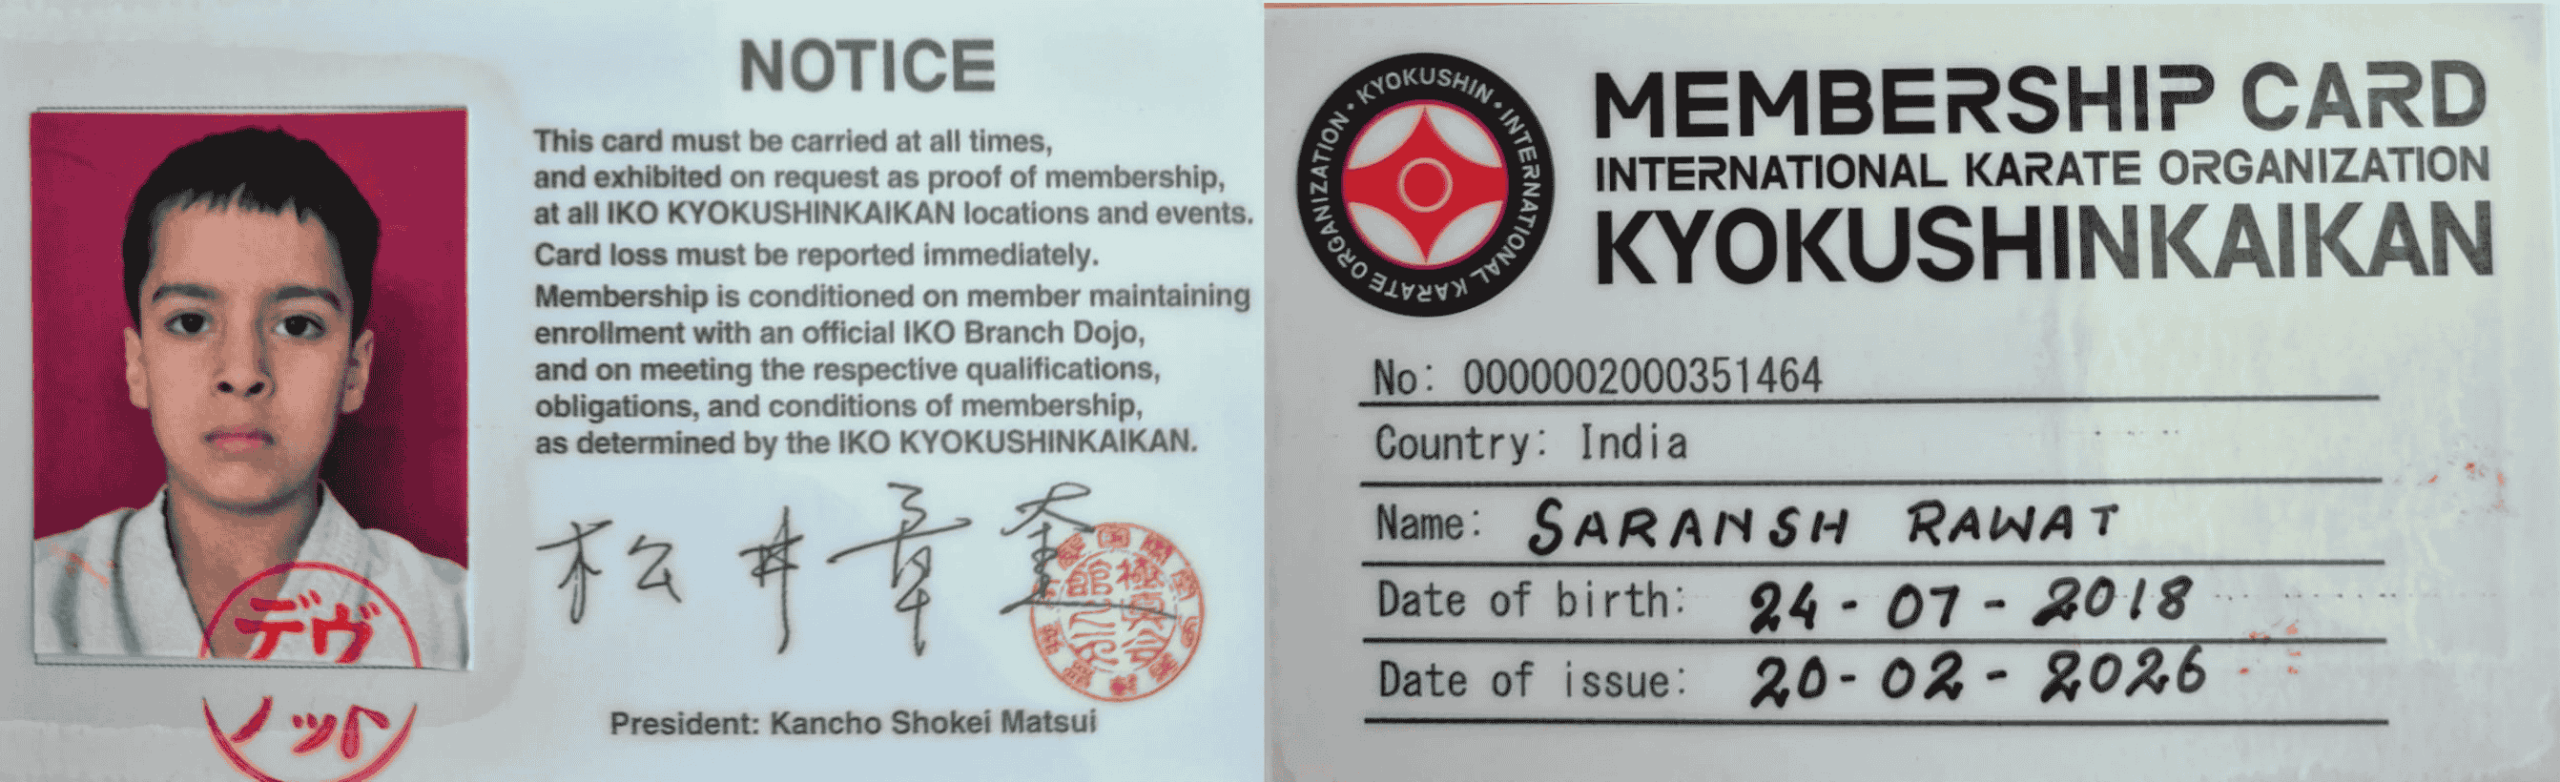 NOTICE
This card must be carried at all times,
and exhibited on request as proof of membership,
at all IKO KYOKUSHINKAIKAN locations and events.
Card loss must be reported immediately.
Membership is conditioned on member maintaining
enrollment with an official IKO Branch Dojo,
and on meeting the respective qualifications,
obligations, and conditions of membership,
as determined by the IKO KYOKUSHINKAIKAN.
松井章奎
President: Kancho Shokei Matsui
デヴ
ノット
KYOKUSHIN • INTERNATIONAL KARATE ORGANIZATION •
MEMBERSHIP CARD
INTERNATIONAL KARATE ORGANIZATION
KYOKUSHINKAIKAN
No: 0000002000351464
Country: India
Name: SARANSH RAWAT
Date of birth: 24-07-2018
Date of issue: 20-02-2026